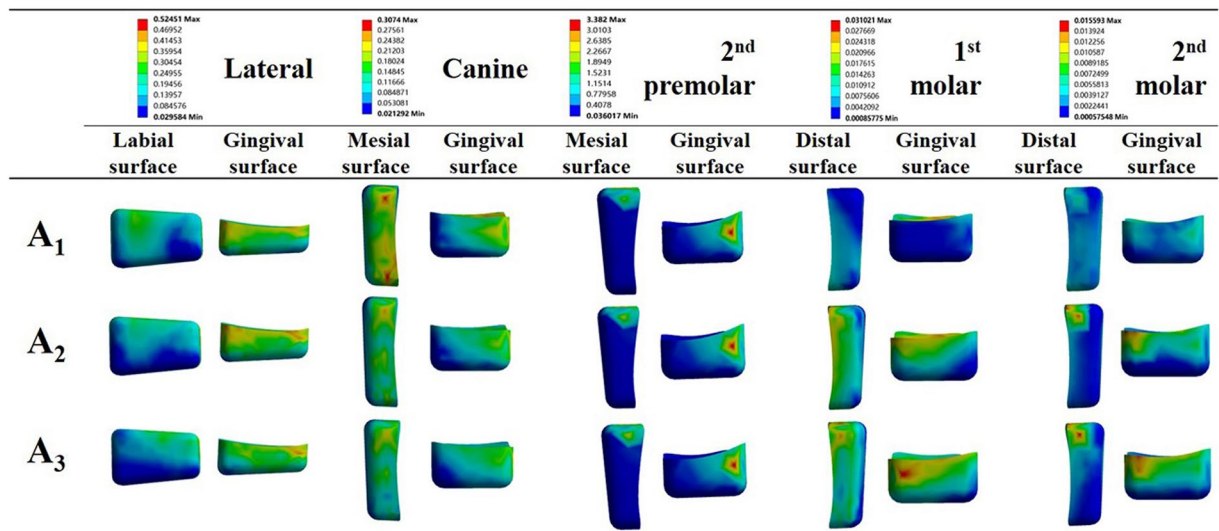 0.52451 Max
0.46952
0.41453
0.35954
0.30454
0.24955
0.19456
0.13957
0.084576
0.029584 Min
Lateral
0.3074 Max
0.27561
0.24382
0.21203
0.18024
0.14845
0.11666
0.084871
0.053081
0.021292 Min
Canine
3.382 Max
3.0103
2.6385
2.2667
1.8949
1.5231
1.1514
0.77958
0.4078
0.036017 Min
2nd
premolar
0.031021 Max
0.027669
0.024318
0.020966
0.017615
0.014263
0.010912
0.0075606
0.0042092
0.00085775 Min
1st
molar
0.015593 Max
0.013924
0.012256
0.010587
0.0089185
0.0072499
0.0055813
0.0039127
0.0022441
0.00057548 Min
2nd
molar
Labial
surface
Gingival
surface
Mesial
surface
Gingival
surface
Mesial
surface
Gingival
surface
Distal
surface
Gingival
surface
Distal
surface
Gingival
surface
A1
A2
A3